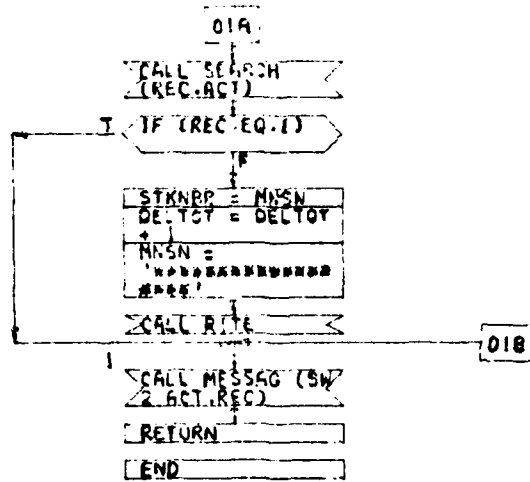 01A
CALL SEARCH
(REC.ACT)
T
IF (REC.EQ.1)
F
STKNBR = MNSN
DELTOT = DELTOT
+ 1
MNSN =
'***************
****'
CALL RITE
01B
1
CALL MESSAG (SW
2 ACT.REC)
RETURN
END